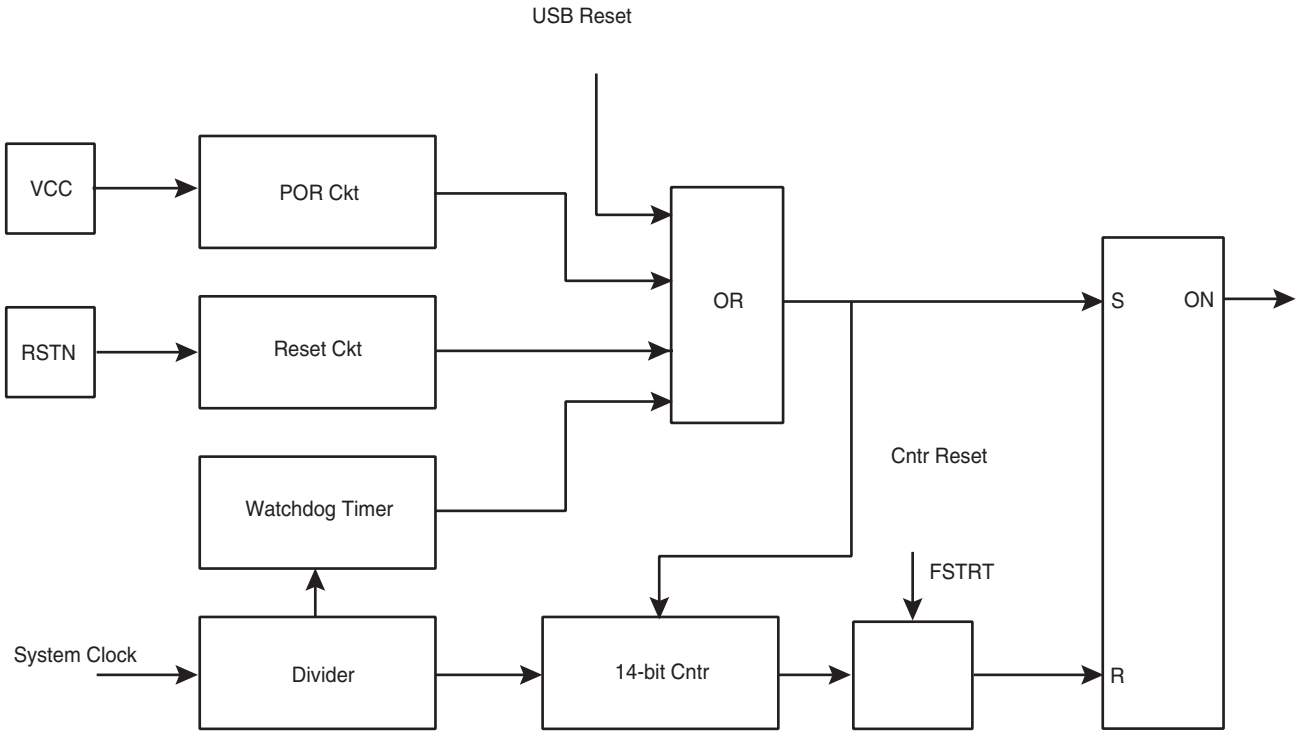 USB Reset
VCC
POR Ckt
RSTN
Reset Ckt
OR
S
ON
Cntr Reset
Watchdog Timer
FSTRT
System Clock
Divider
14-bit Cntr
R